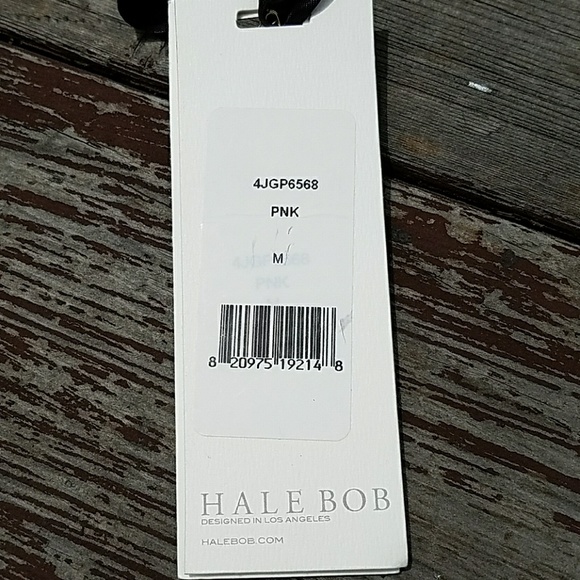 4JGP6568
PNK
M
8 20975 19214 8
HALE BOB
DESIGNED IN LOS ANGELES
HALEBOB.COM